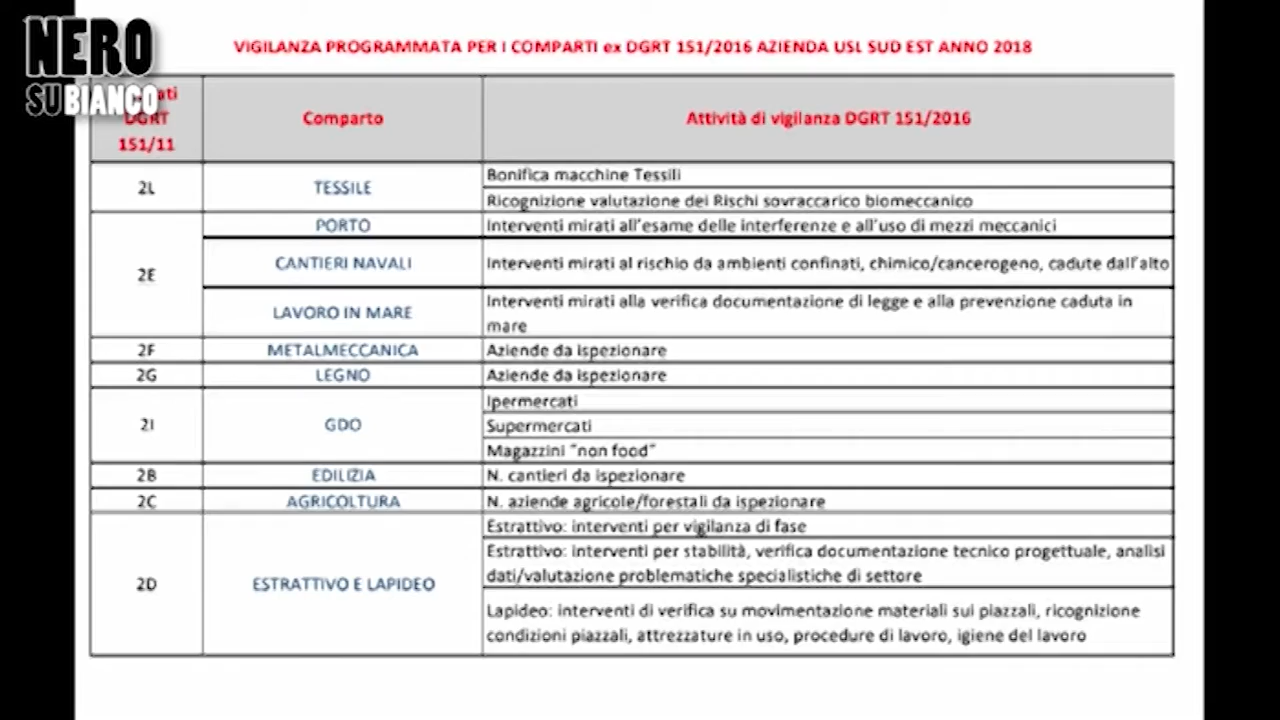 NERO
SU BIANCO
VIGILANZA PROGRAMMATA PER I COMPARTI ex DGRT 151/2016 AZIENDA USL SUD EST ANNO 2018
DGRT
151/11
Comparto
Attività di vigilanza DGRT 151/2016
2L
TESSILE
Bonifica macchine Tessili
Ricognizione valutazione dei Rischi sovraccarico biomeccanico
2E
PORTO
Interventi mirati all'esame delle interferenze e all'uso di mezzi meccanici
CANTIERI NAVALI
Interventi mirati al rischio da ambienti confinati, chimico/cancerogeno, cadute dall'alto
LAVORO IN MARE
Interventi mirati alla verifica documentazione di legge e alla prevenzione caduta in
mare
2F
METALMECCANICA
Aziende da ispezionare
2G
LEGNO
Aziende da ispezionare
2I
GDO
Ipermercati
Supermercati
Magazzini "non food"
2B
EDILIZIA
N. cantieri da ispezionare
2C
AGRICOLTURA
N. aziende agricole/forestali da ispezionare
2D
ESTRATTIVO E LAPIDEO
Estrattivo: interventi per vigilanza di fase
Estrattivo: interventi per stabilità, verifica documentazione tecnico progettuale, analisi
dati/valutazione problematiche specialistiche di settore
Lapideo: interventi di verifica su movimentazione materiali sui piazzali, ricognizione
condizioni piazzali, attrezzature in uso, procedure di lavoro, igiene del lavoro